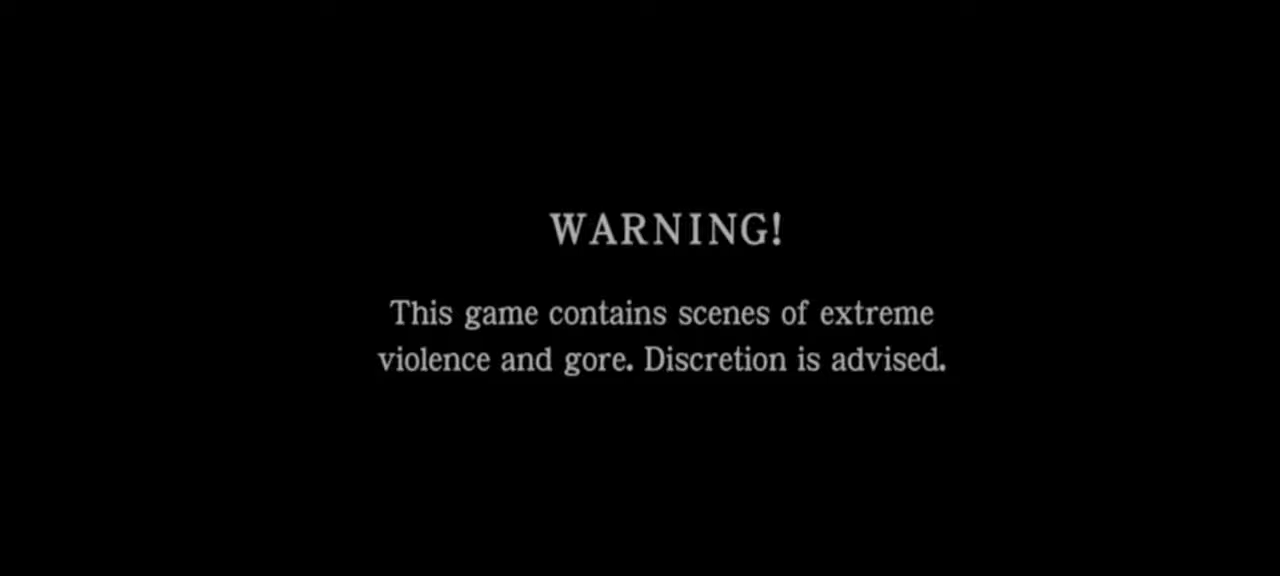 WARNING!
This game contains scenes of extreme
violence and gore. Discretion is advised.